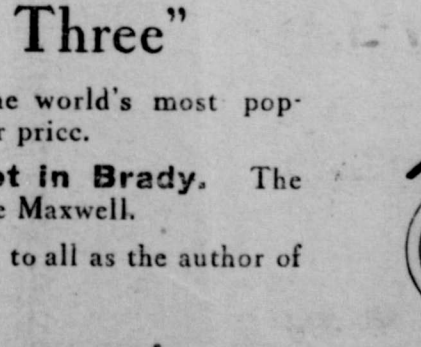 Three”
world's most pop-
price.
in Brady. The
Maxwell.
to all as the author of